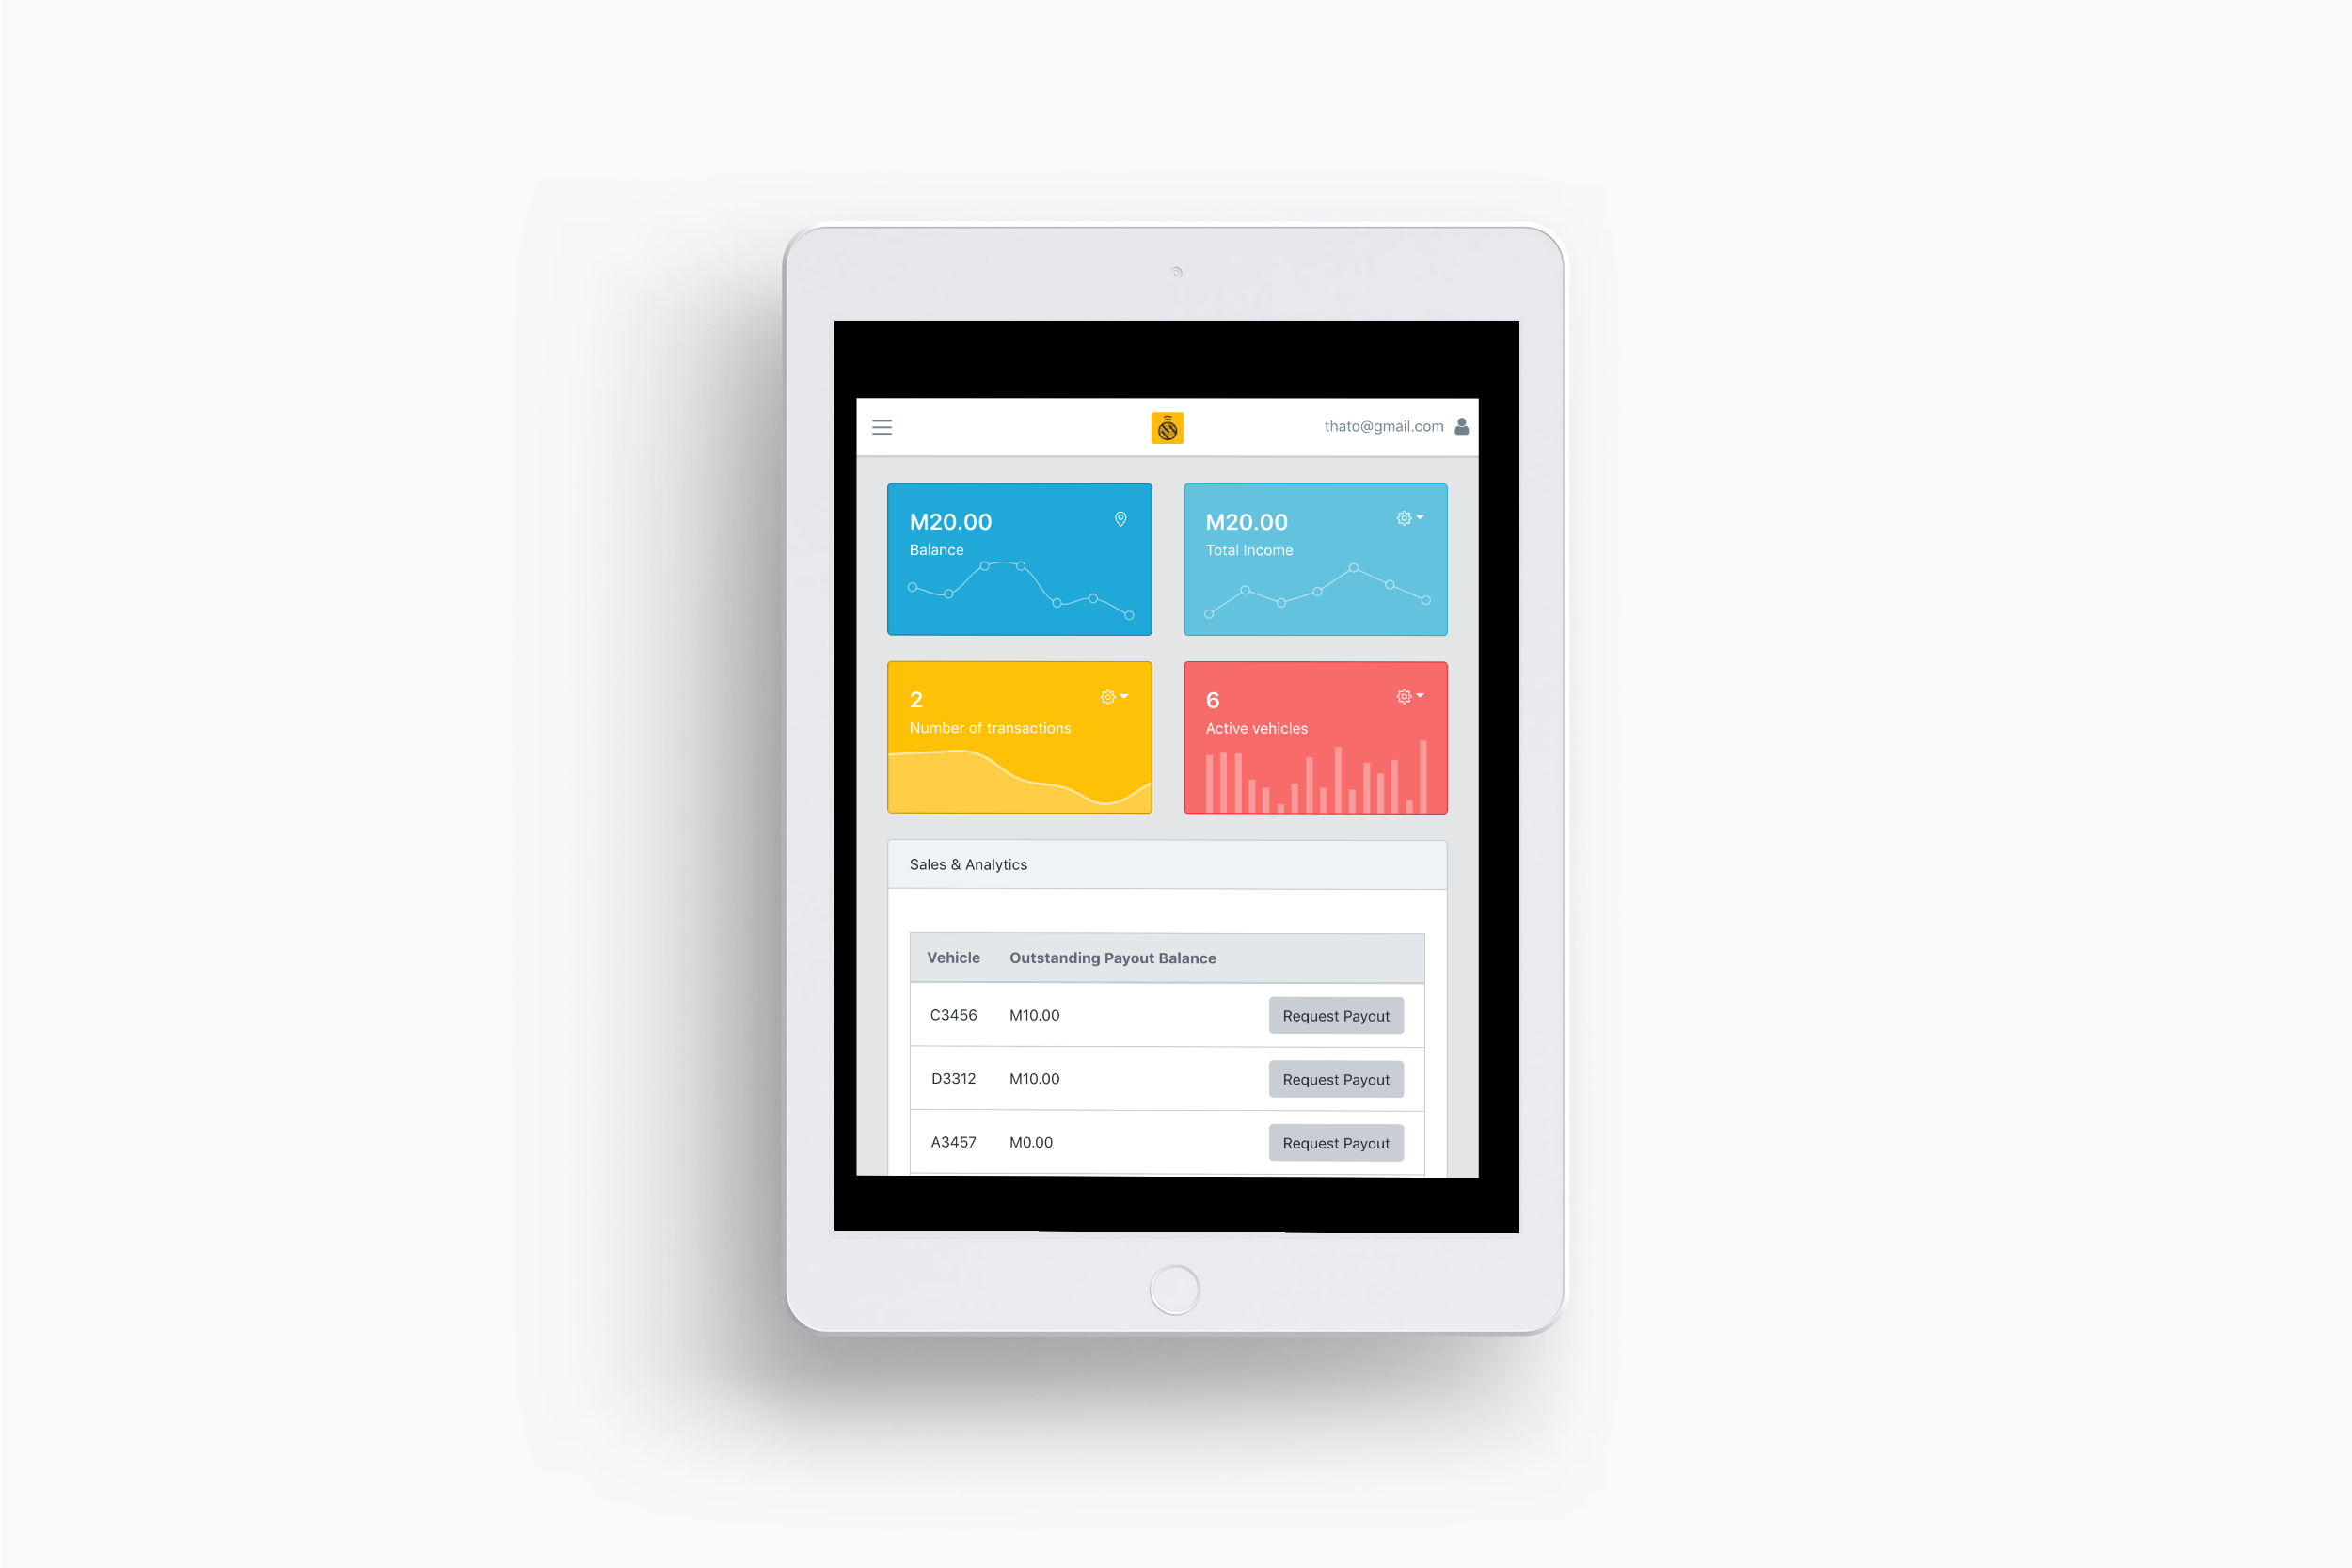 thato@gmail.com
M20.00
Balance
M20.00
Total Income
2
Number of transactions
6
Active vehicles
Sales & Analytics
Vehicle Outstanding Payout Balance
C3456 M10.00 Request Payout
D3312 M10.00 Request Payout
A3457 M0.00 Request Payout